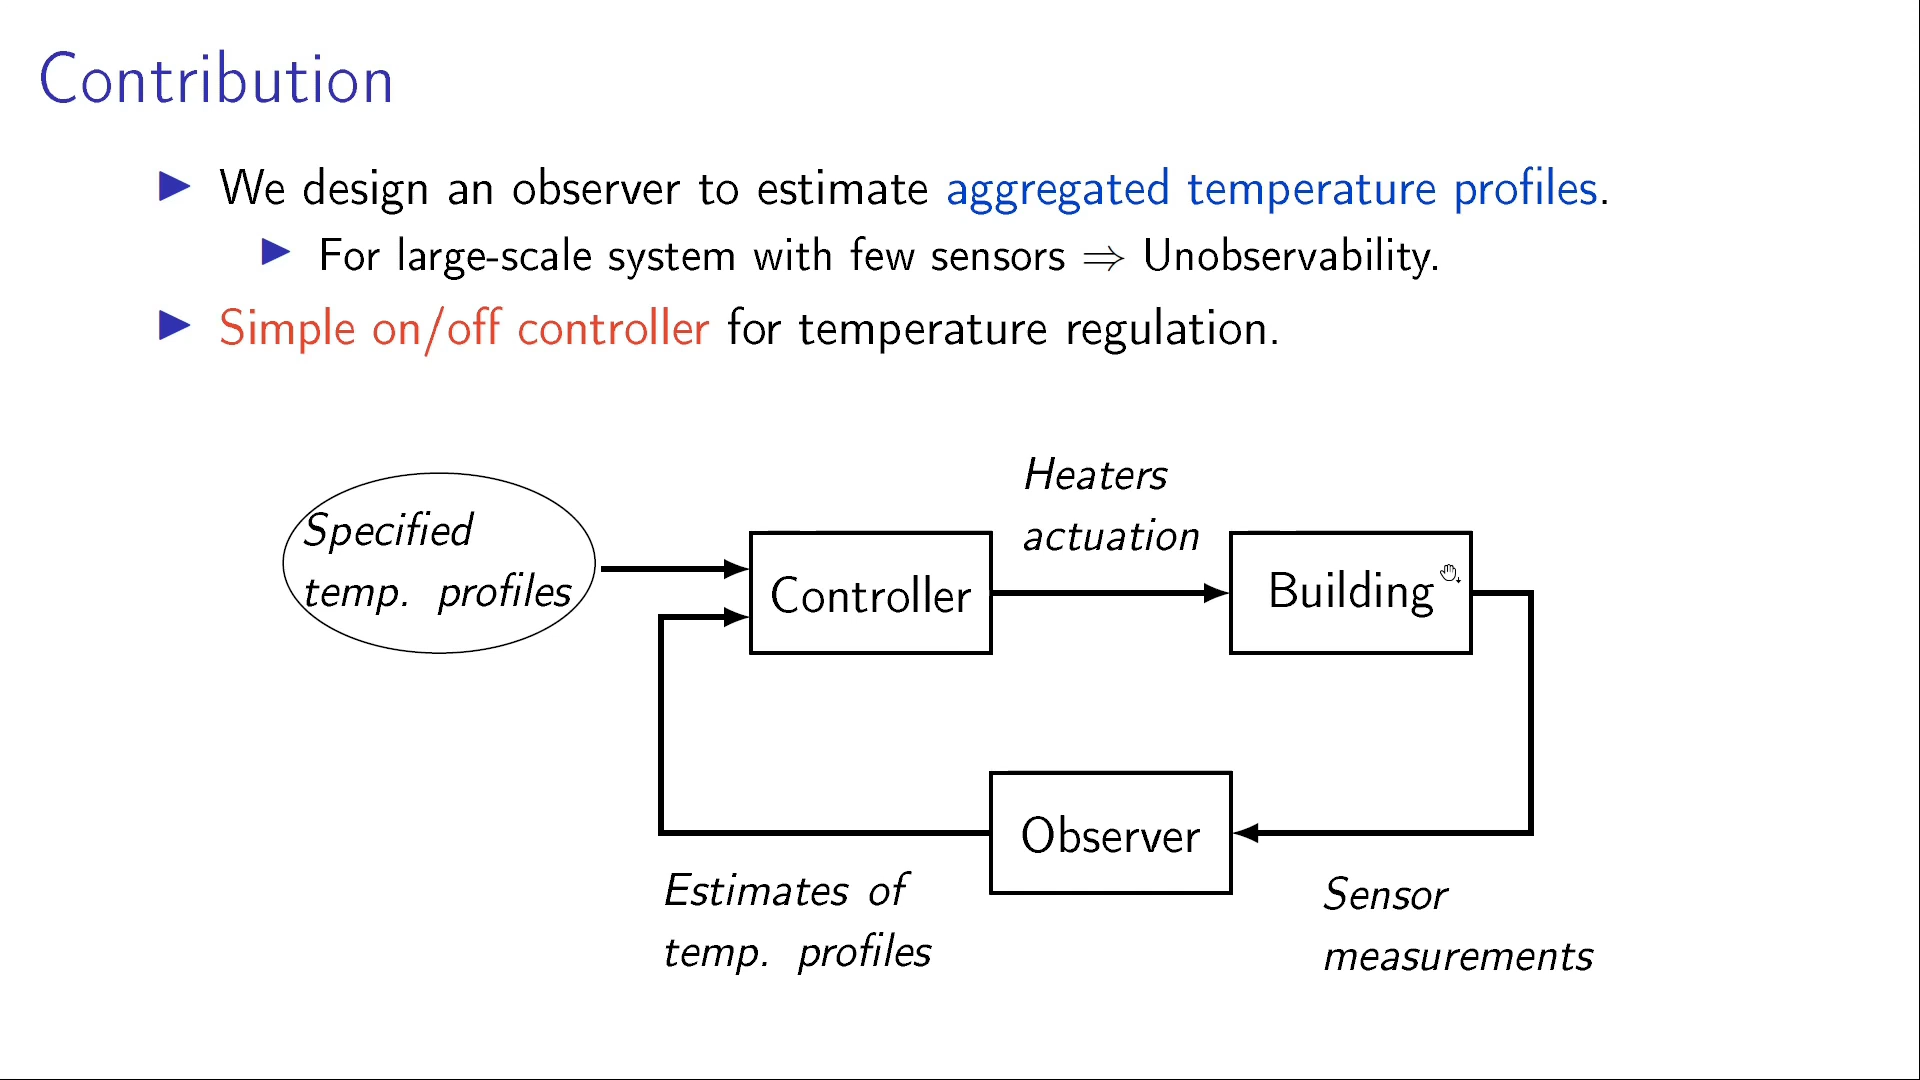 Contribution
We design an observer to estimate aggregated temperature profiles.
For large-scale system with few sensors ⇒ Unobservability.
Simple on/off controller for temperature regulation.
Specified
temp. profiles
Controller
Heaters
actuation
Building
Observer
Estimates of
temp. profiles
Sensor
measurements